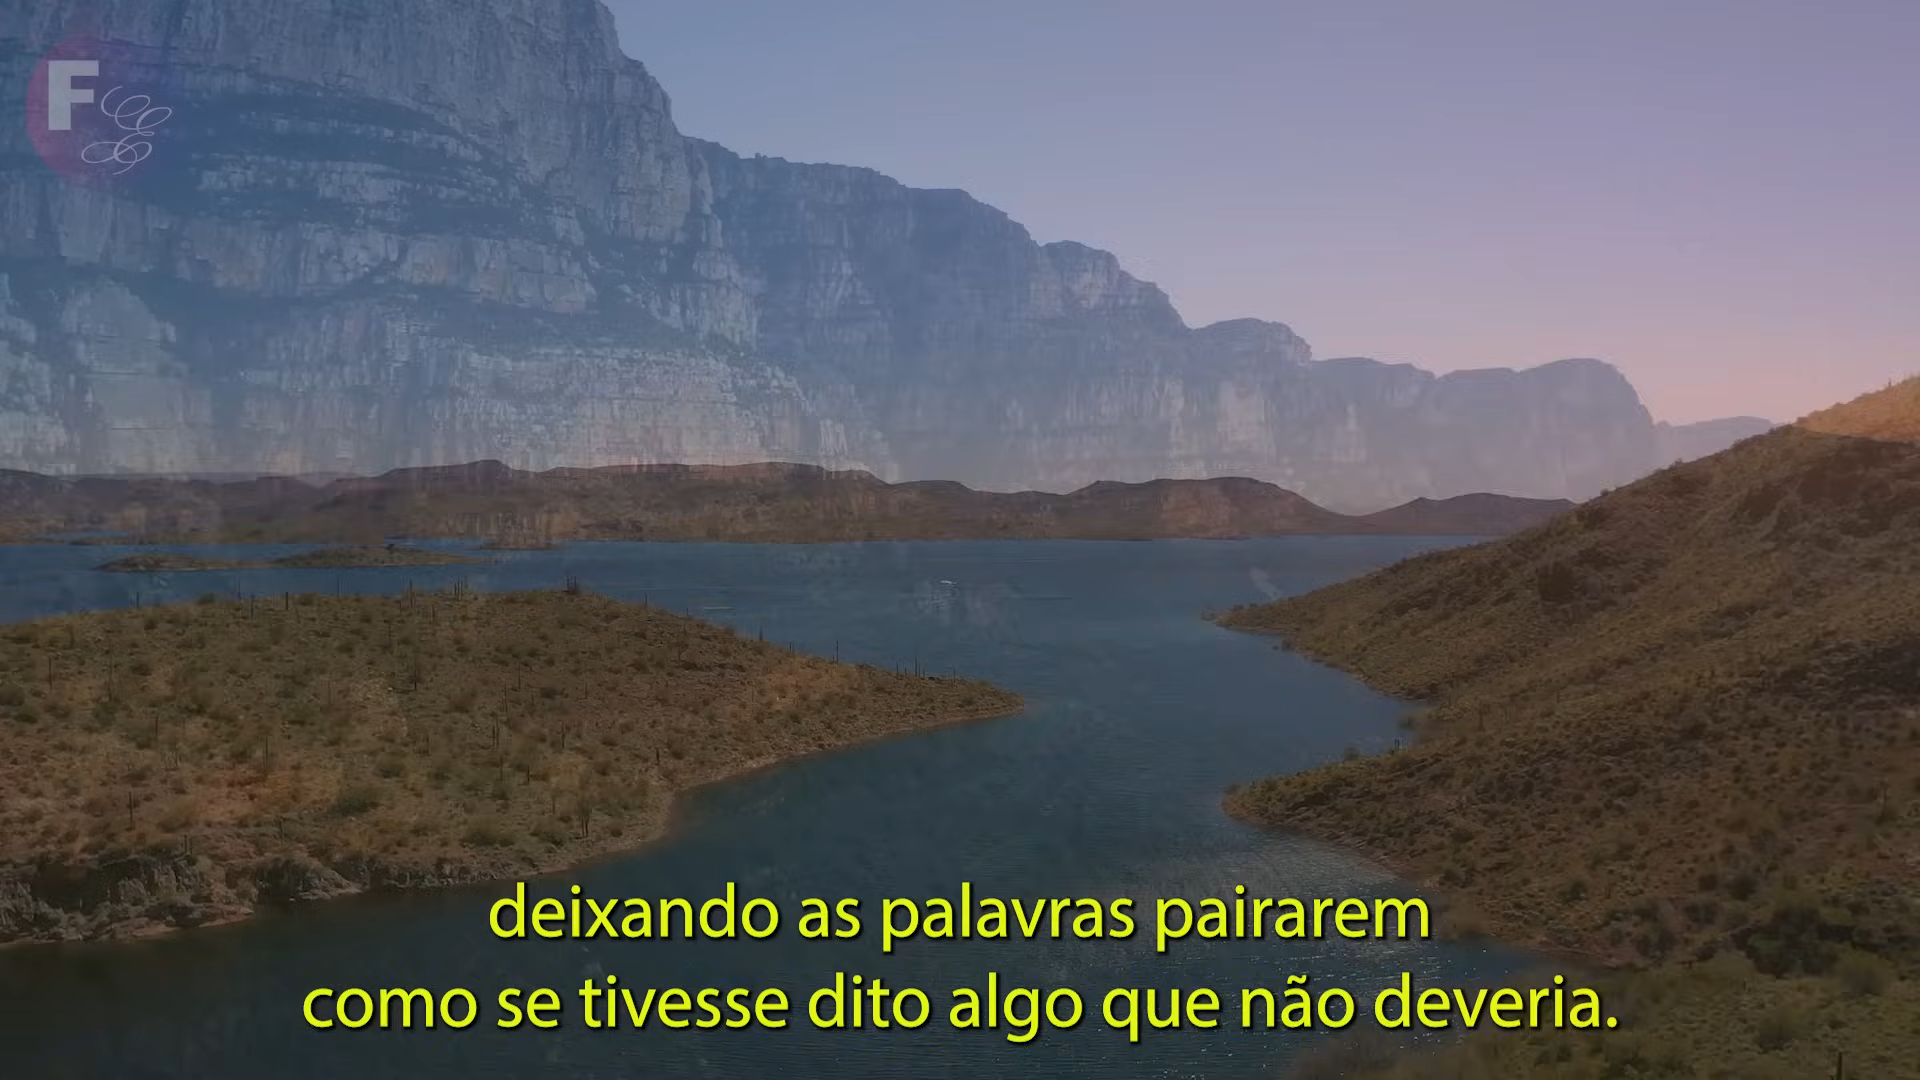 F
deixando as palavras pairarem
como se tivesse dito algo que não deveria.